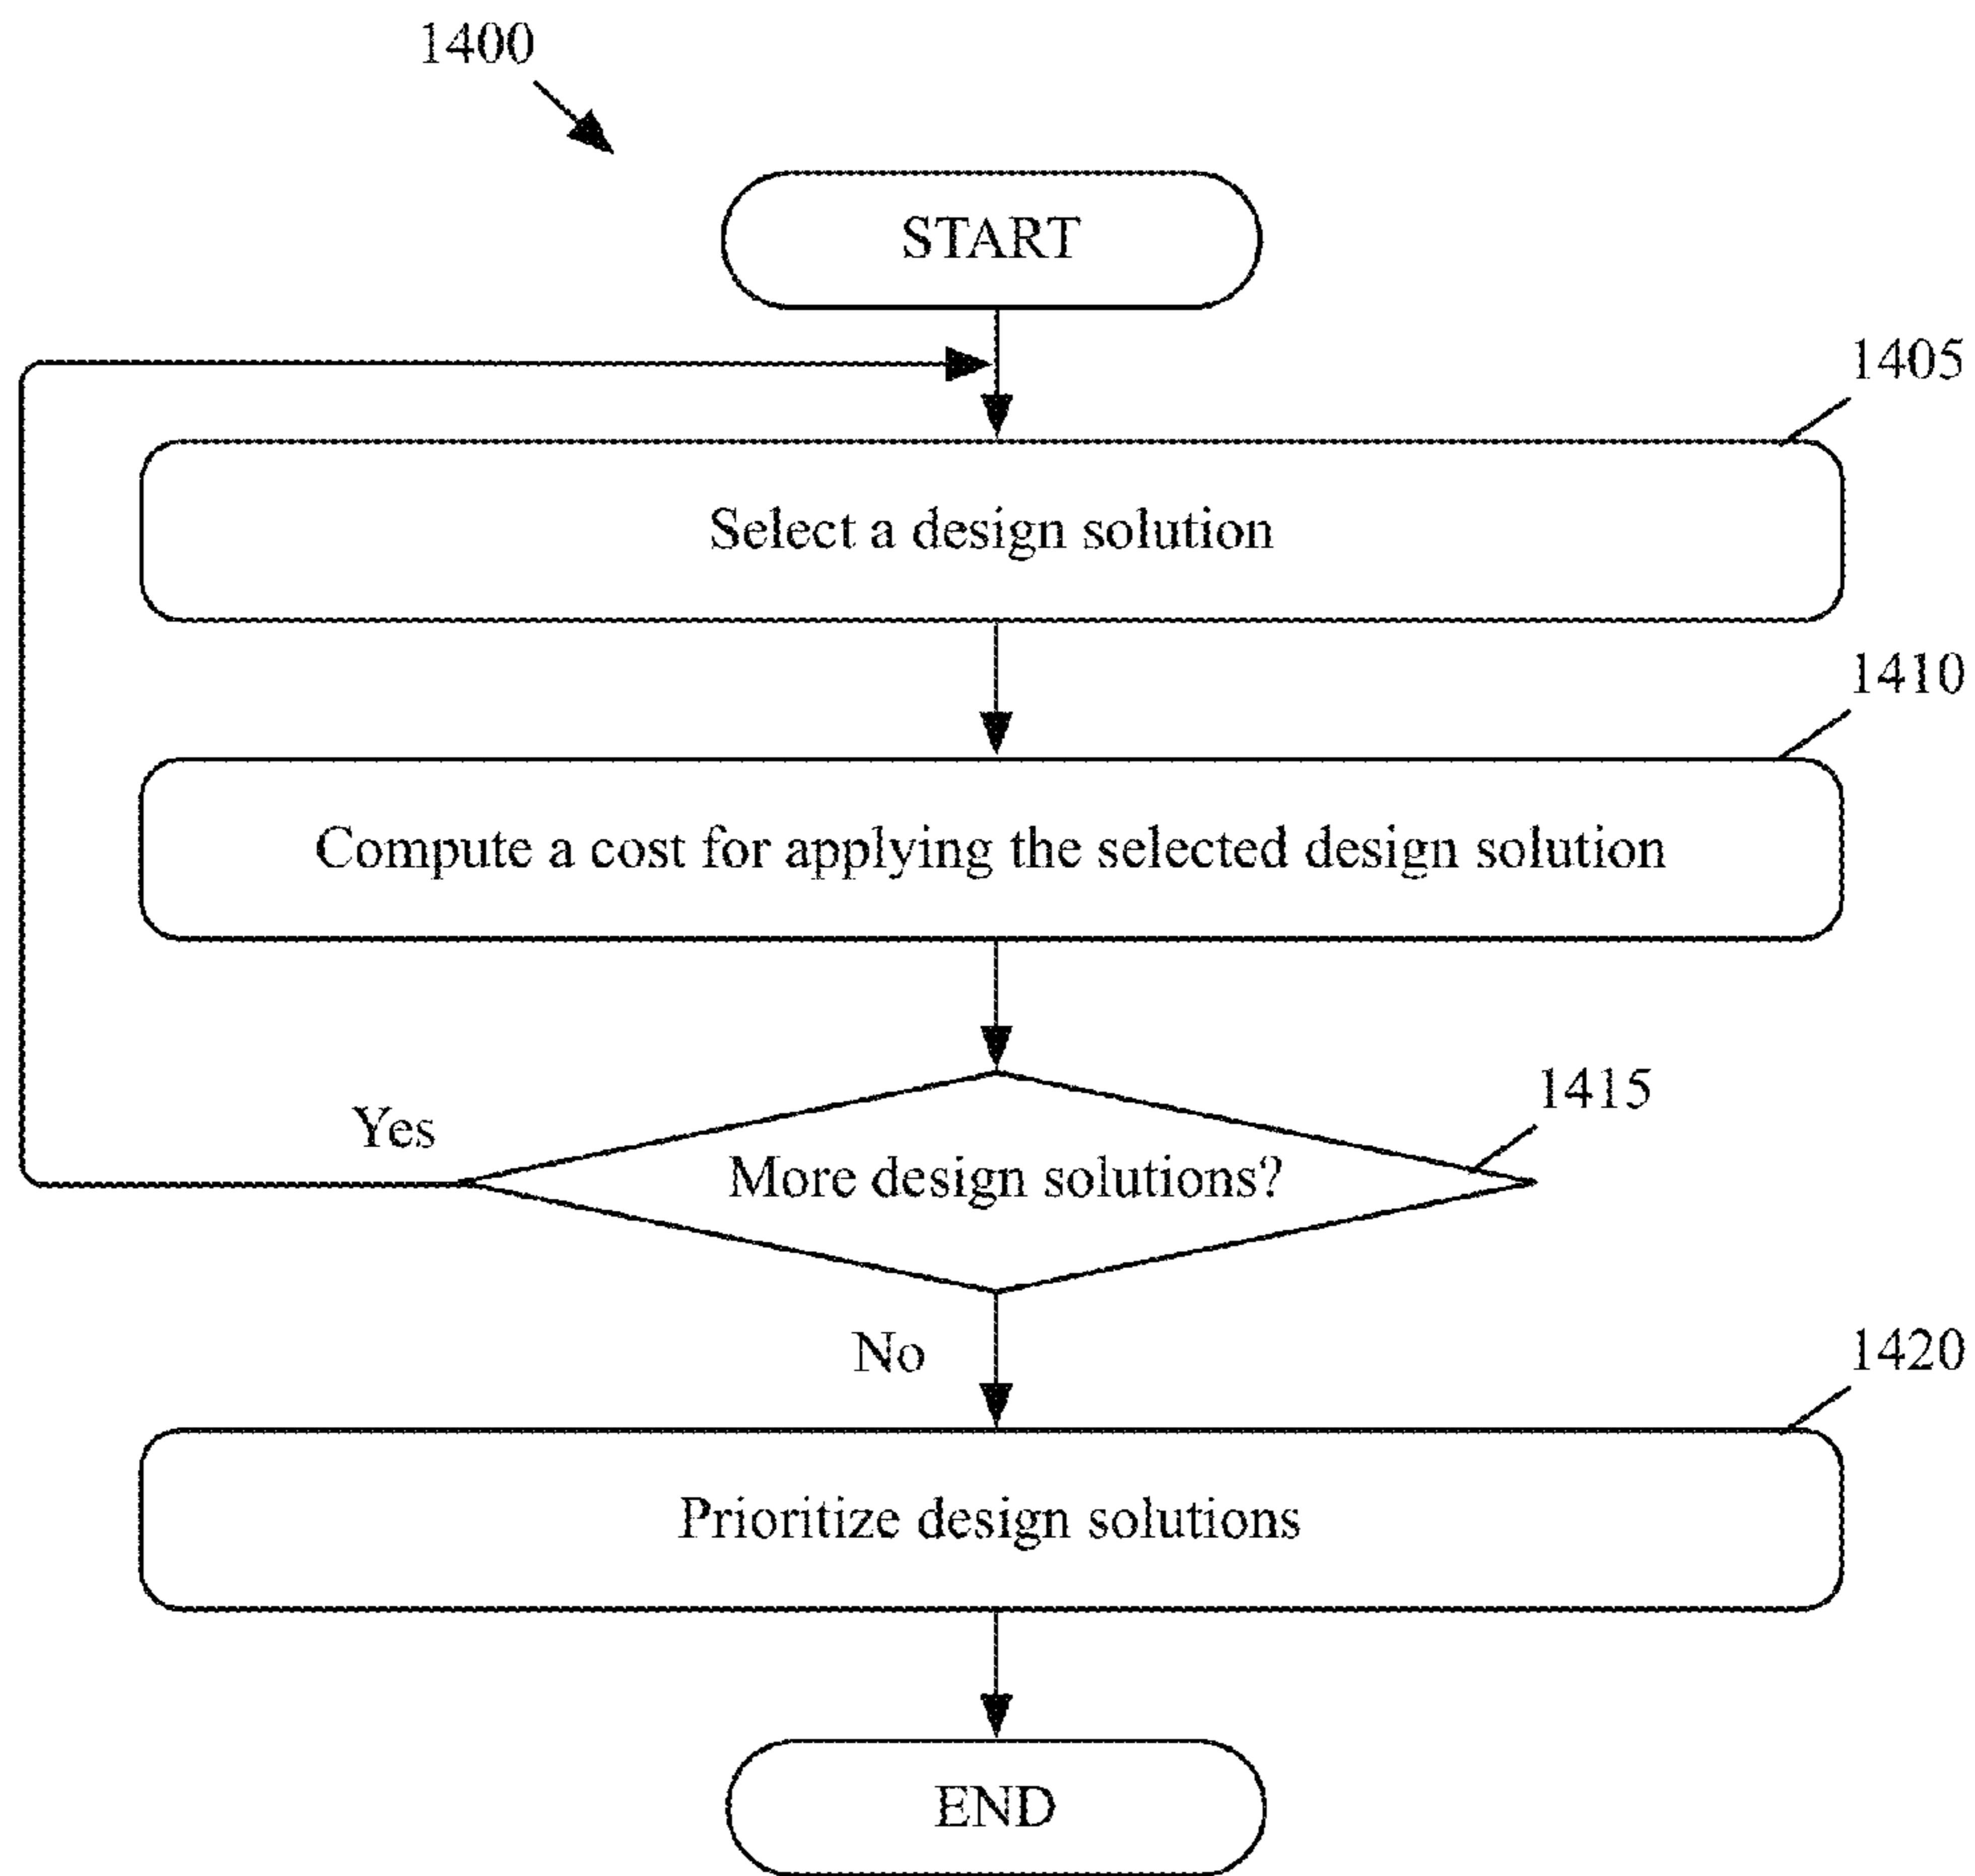 1400
START
1405
Select a design solution
1410
Compute a cost for applying the selected design solution
1415
Yes
More design solutions?
No
1420
Prioritize design solutions
END